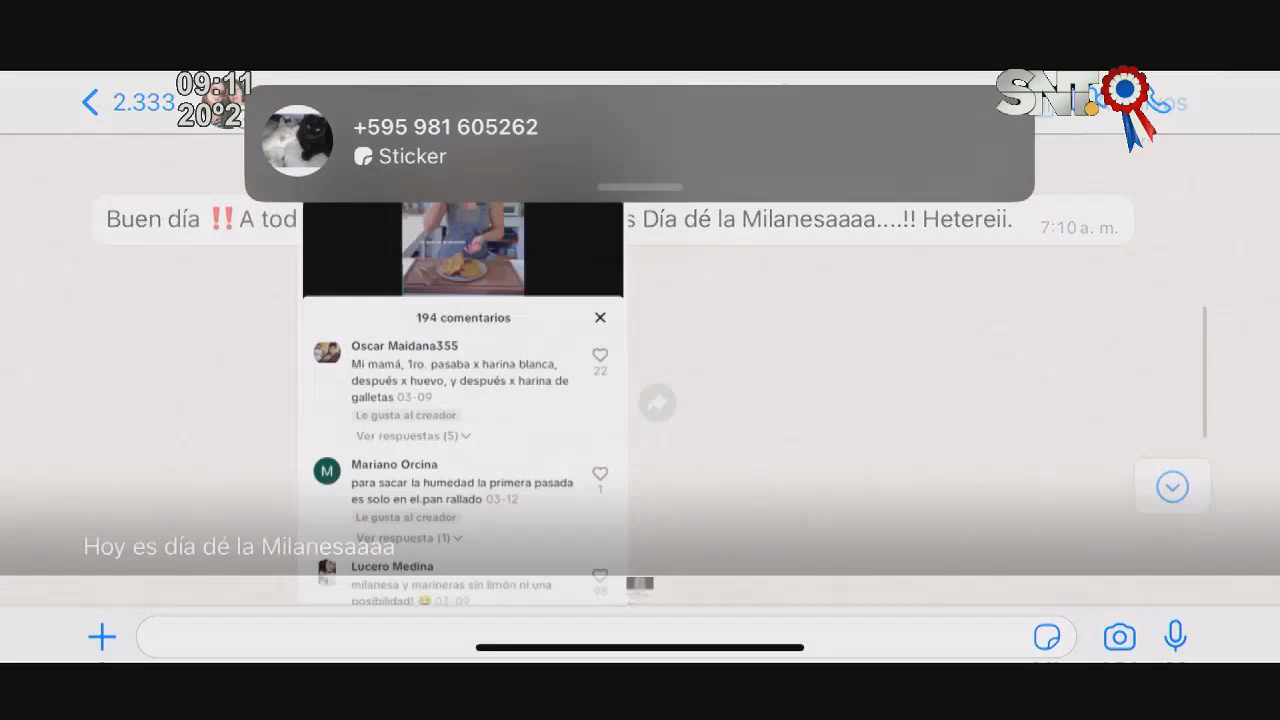 09:11
20°2
SNT
2.333
os
+595 981 605262
Sticker
Buen día ‼️A tod
s Día dé la Milanesaaaa....!! Hetereii.
7:10 a. m.
194 comentarios
Oscar Maidana355
Mi mamá, 1ro. pasaba x harina blanca,
después x huevo, y después x harina de
galletas 03-09
22
Le gusta al creador
Ver respuestas (5)
M
Mariano Orcina
para sacar la humedad la primera pasada
es solo en el.pan rallado 03-12
1
Le gusta al creador
Ver respuesta (1)
Hoy es día dé la Milanesaaaa
Lucero Medina
milanesa y marineras sin limón ni una
posibilidad! 😂 03-09
98